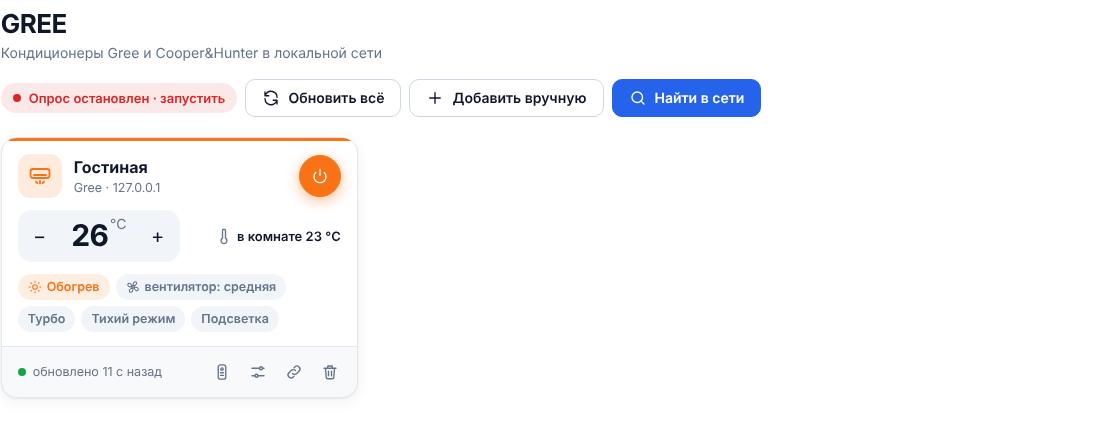 GREE
Кондиционеры Gree и Cooper&Hunter в локальной сети
Опрос остановлен · запустить
Обновить всё
Добавить вручную
Найти в сети
Гостиная
Gree · 127.0.0.1
− 26 °C +
в комнате 23 °C
Обогрев
вентилятор: средняя
Турбо
Тихий режим
Подсветка
обновлено 11 с назад